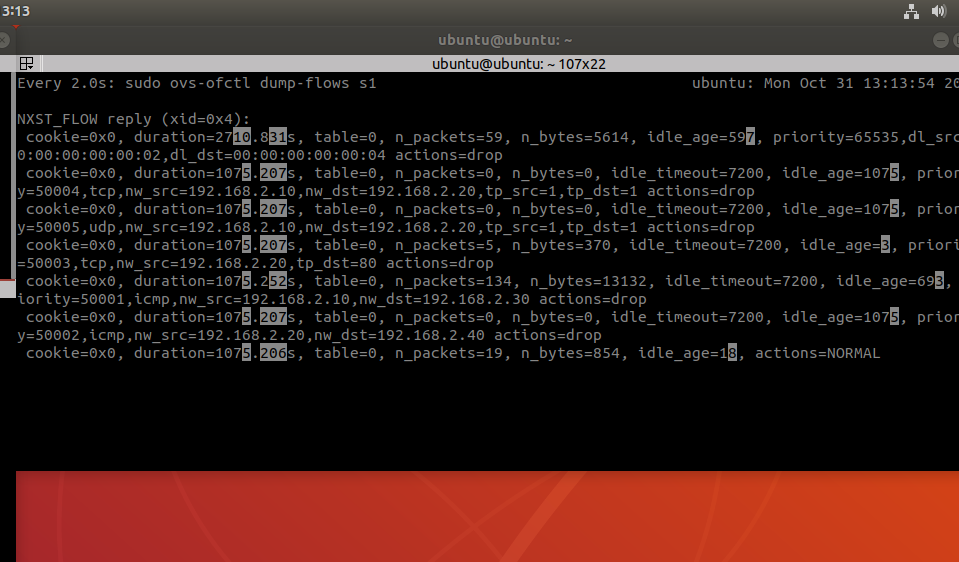 3:13
ubuntu@ubuntu: ~
ubuntu@ubuntu: ~ 107x22
Every 2.0s: sudo ovs-ofctl dump-flows s1 ubuntu: Mon Oct 31 13:13:54 20
NXST_FLOW reply (xid=0x4):
cookie=0x0, duration=2710.831s, table=0, n_packets=59, n_bytes=5614, idle_age=597, priority=65535,dl_src
0:00:00:00:00:02,dl_dst=00:00:00:00:00:04 actions=drop
cookie=0x0, duration=1075.207s, table=0, n_packets=0, n_bytes=0, idle_timeout=7200, idle_age=1075, prior
y=50004,tcp,nw_src=192.168.2.10,nw_dst=192.168.2.20,tp_src=1,tp_dst=1 actions=drop
cookie=0x0, duration=1075.207s, table=0, n_packets=0, n_bytes=0, idle_timeout=7200, idle_age=1075, prior
y=50005,udp,nw_src=192.168.2.10,nw_dst=192.168.2.20,tp_src=1,tp_dst=1 actions=drop
cookie=0x0, duration=1075.207s, table=0, n_packets=5, n_bytes=370, idle_timeout=7200, idle_age=3, priori
=50003,tcp,nw_src=192.168.2.20,tp_dst=80 actions=drop
cookie=0x0, duration=1075.252s, table=0, n_packets=134, n_bytes=13132, idle_timeout=7200, idle_age=693,
iority=50001,icmp,nw_src=192.168.2.10,nw_dst=192.168.2.30 actions=drop
cookie=0x0, duration=1075.207s, table=0, n_packets=0, n_bytes=0, idle_timeout=7200, idle_age=1075, prior
y=50002,icmp,nw_src=192.168.2.20,nw_dst=192.168.2.40 actions=drop
cookie=0x0, duration=1075.206s, table=0, n_packets=19, n_bytes=854, idle_age=18, actions=NORMAL